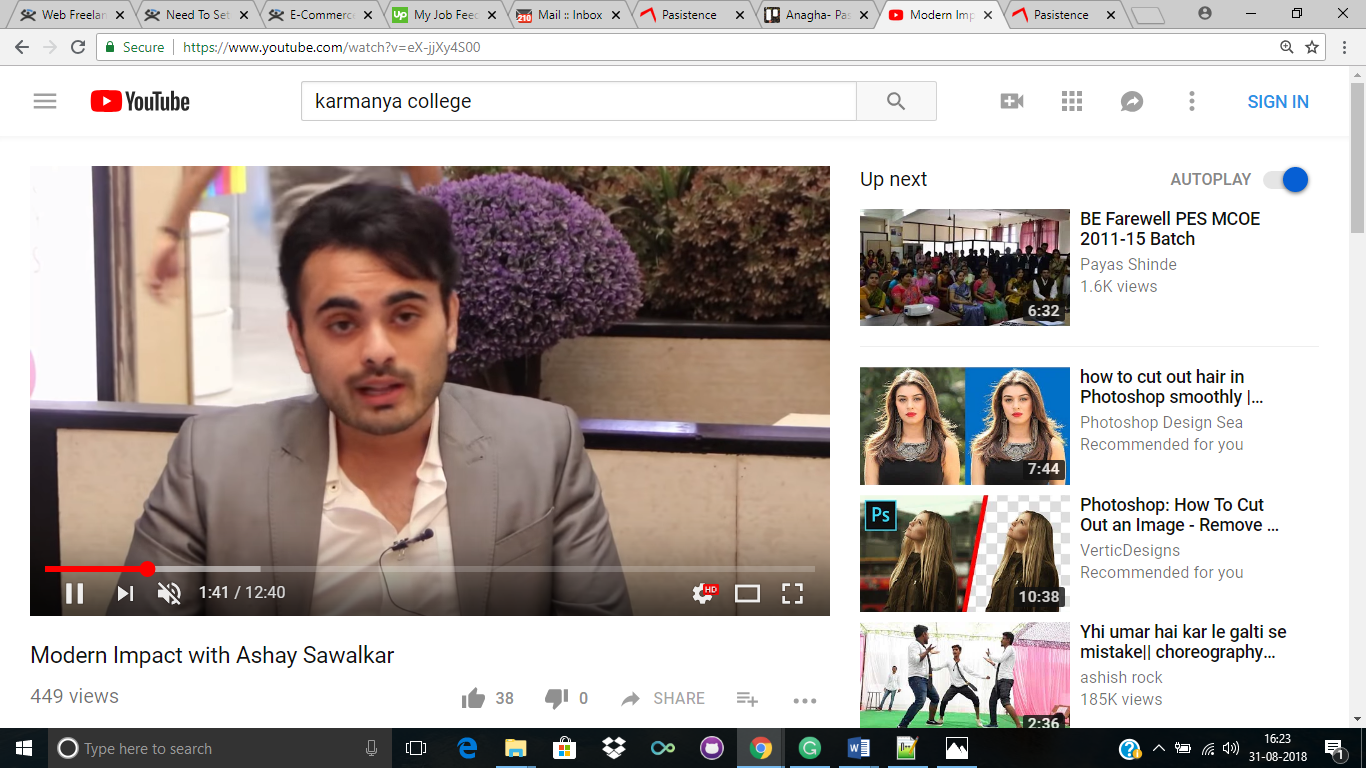 Web Freelan
Need To Set
E-Commerce
My Job Feed
Mail :: Inbox
Pasistence
Anagha- Pas
Modern Imp
Pasistence
Secure
https://www.youtube.com/watch?v=eX-jjXy4S00
YouTube
karmanya college
SIGN IN
Up next
AUTOPLAY
BE Farewell PES MCOE
2011-15 Batch
Payas Shinde
1.6K views
6:32
how to cut out hair in
Photoshop smoothly |...
Photoshop Design Sea
Recommended for you
7:44
Ps
Photoshop: How To Cut
Out an Image - Remove ...
VerticDesigns
Recommended for you
10:38
Yhi umar hai kar le galti se
mistake|| choreography...
ashish rock
185K views
2:36
1:41 / 12:40
HD
Modern Impact with Ashay Sawalkar
449 views
38
0
SHARE
Type here to search
16:23
31-08-2018